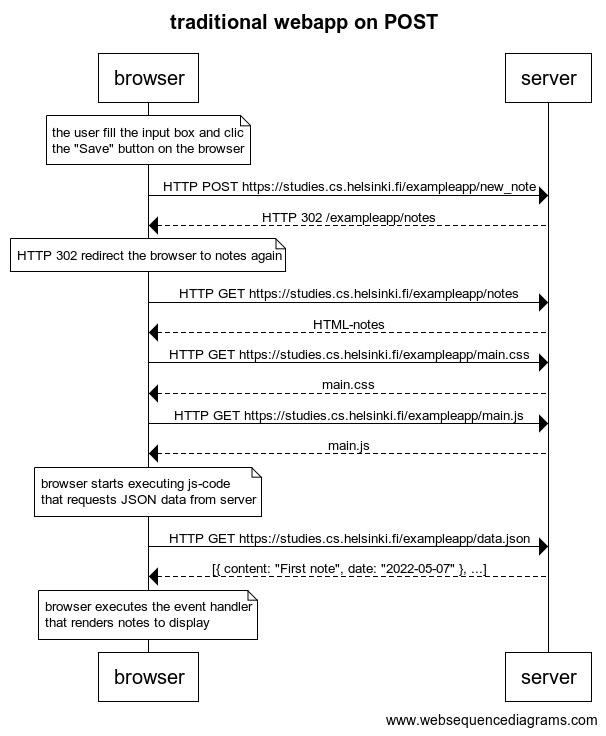 traditional webapp on POST
browser
server
the user fill the input box and clic
the "Save" button on the browser
HTTP POST https://studies.cs.helsinki.fi/exampleapp/new_note
HTTP 302 /exampleapp/notes
HTTP 302 redirect the browser to notes again
HTTP GET https://studies.cs.helsinki.fi/exampleapp/notes
HTML-notes
HTTP GET https://studies.cs.helsinki.fi/exampleapp/main.css
main.css
HTTP GET https://studies.cs.helsinki.fi/exampleapp/main.js
main.js
browser starts executing js-code
that requests JSON data from server
HTTP GET https://studies.cs.helsinki.fi/exampleapp/data.json
[{ content: "First note", date: "2022-05-07" }, ...]
browser executes the event handler
that renders notes to display
browser
server
www.websequencediagrams.com